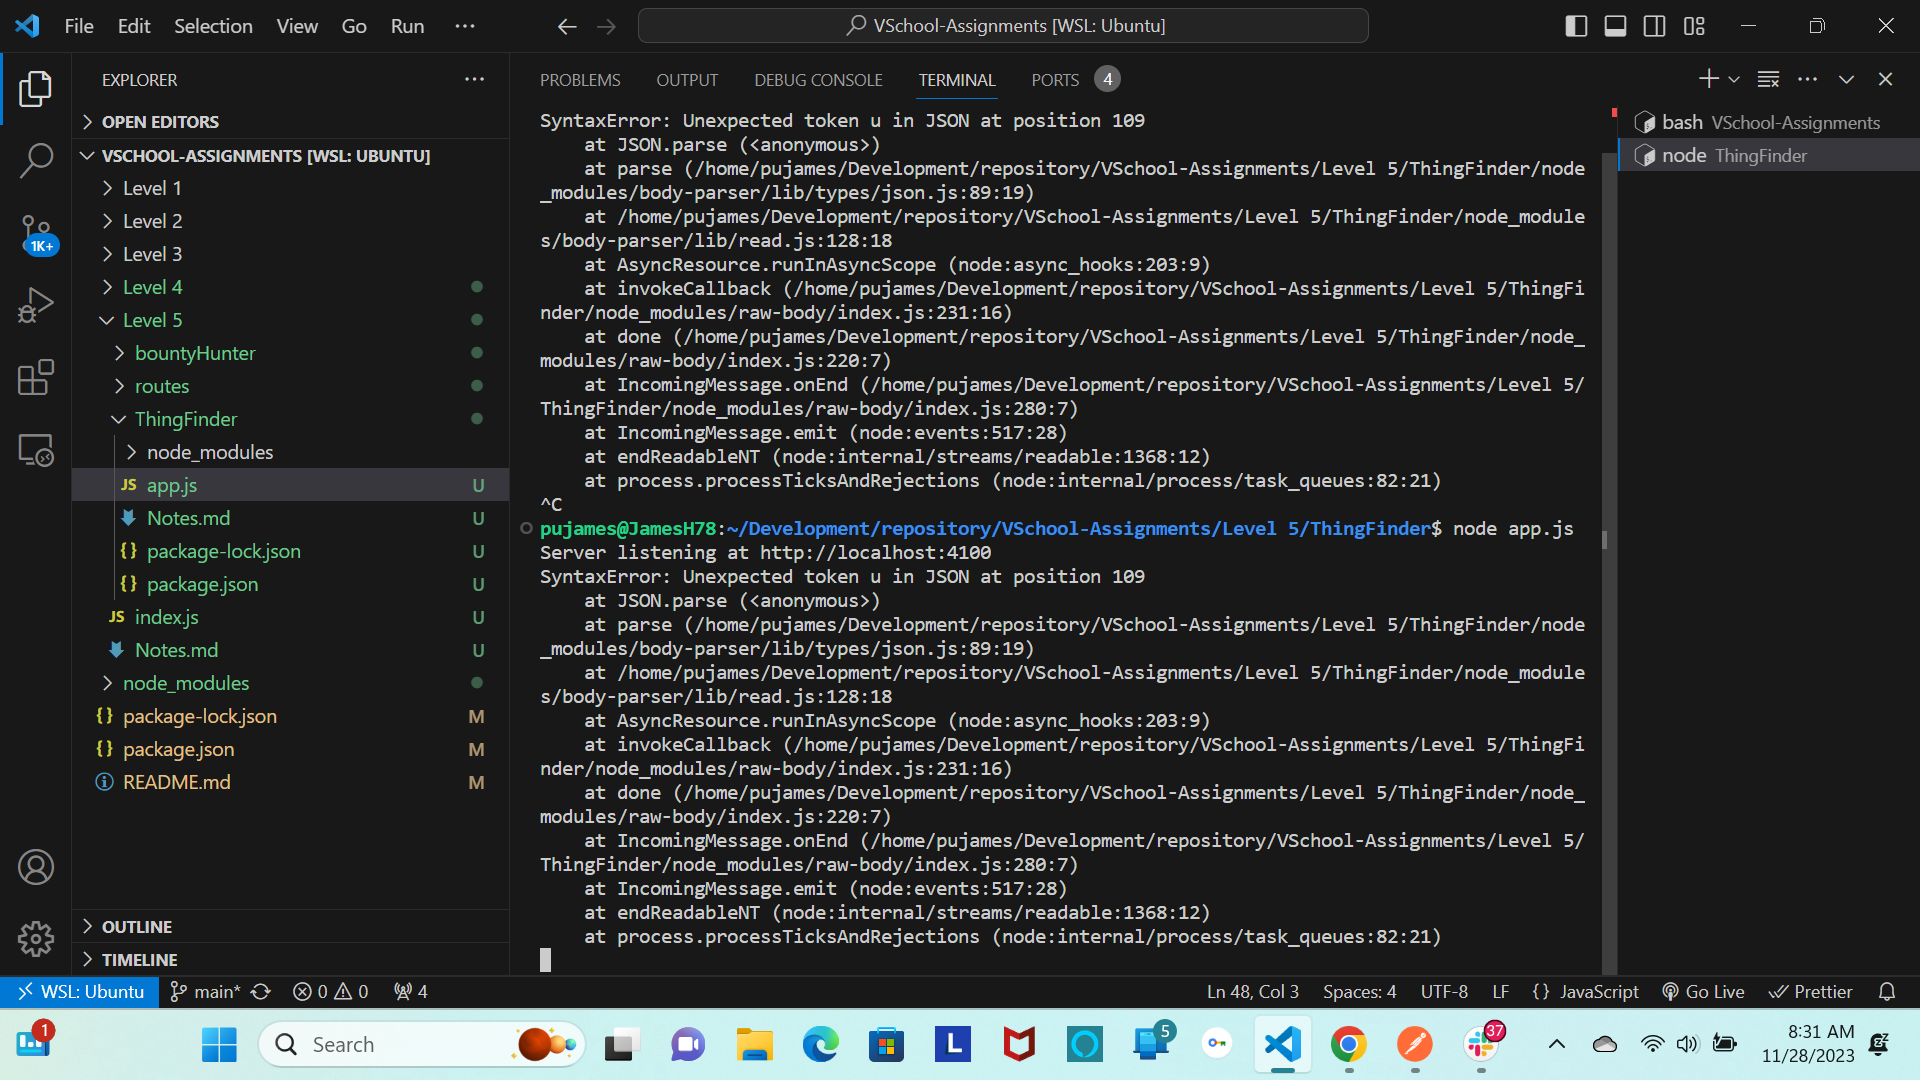 File Edit Selection View Go Run ···
VSchool-Assignments [WSL: Ubuntu]
EXPLORER
OPEN EDITORS
VSCHOOL-ASSIGNMENTS [WSL: UBUNTU]
Level 1
Level 2
Level 3
Level 4
Level 5
bountyHunter
routes
ThingFinder
node_modules
JS app.js U
Notes.md U
{} package-lock.json U
{} package.json U
JS index.js U
Notes.md U
node_modules
{} package-lock.json M
{} package.json M
README.md M
OUTLINE
TIMELINE
1K+
PROBLEMS OUTPUT DEBUG CONSOLE TERMINAL PORTS 4
SyntaxError: Unexpected token u in JSON at position 109
at JSON.parse (<anonymous>)
at parse (/home/pujames/Development/repository/VSchool-Assignments/Level 5/ThingFinder/node
_modules/body-parser/lib/types/json.js:89:19)
at /home/pujames/Development/repository/VSchool-Assignments/Level 5/ThingFinder/node_module
s/body-parser/lib/read.js:128:18
at AsyncResource.runInAsyncScope (node:async_hooks:203:9)
at invokeCallback (/home/pujames/Development/repository/VSchool-Assignments/Level 5/ThingFi
nder/node_modules/raw-body/index.js:231:16)
at done (/home/pujames/Development/repository/VSchool-Assignments/Level 5/ThingFinder/node_
modules/raw-body/index.js:220:7)
at IncomingMessage.onEnd (/home/pujames/Development/repository/VSchool-Assignments/Level 5/
ThingFinder/node_modules/raw-body/index.js:280:7)
at IncomingMessage.emit (node:events:517:28)
at endReadableNT (node:internal/streams/readable:1368:12)
at process.processTicksAndRejections (node:internal/process/task_queues:82:21)
^C
pujames@JamesH78:~/Development/repository/VSchool-Assignments/Level 5/ThingFinder$ node app.js
Server listening at http://localhost:4100
SyntaxError: Unexpected token u in JSON at position 109
at JSON.parse (<anonymous>)
at parse (/home/pujames/Development/repository/VSchool-Assignments/Level 5/ThingFinder/node
_modules/body-parser/lib/types/json.js:89:19)
at /home/pujames/Development/repository/VSchool-Assignments/Level 5/ThingFinder/node_module
s/body-parser/lib/read.js:128:18
at AsyncResource.runInAsyncScope (node:async_hooks:203:9)
at invokeCallback (/home/pujames/Development/repository/VSchool-Assignments/Level 5/ThingFi
nder/node_modules/raw-body/index.js:231:16)
at done (/home/pujames/Development/repository/VSchool-Assignments/Level 5/ThingFinder/node_
modules/raw-body/index.js:220:7)
at IncomingMessage.onEnd (/home/pujames/Development/repository/VSchool-Assignments/Level 5/
ThingFinder/node_modules/raw-body/index.js:280:7)
at IncomingMessage.emit (node:events:517:28)
at endReadableNT (node:internal/streams/readable:1368:12)
at process.processTicksAndRejections (node:internal/process/task_queues:82:21)
bash VSchool-Assignments
node ThingFinder
WSL: Ubuntu main* 0 0 4 Ln 48, Col 3 Spaces: 4 UTF-8 LF {} JavaScript Go Live Prettier
1 Search L 5 37
8:31 AM
11/28/2023